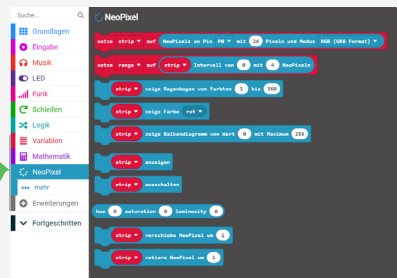 Suche...
Grundlagen
Eingabe
Musik
LED
Funk
Schleifen
Logik
Variablen
Mathematik
NeoPixel
mehr
Erweiterungen
Fortgeschritten
NeoPixel
setze strip auf NeoPixels an Pin P0 mit 24 Pixeln und Modus RGB (GRB Format)
setze range auf strip Intervall von 0 mit 4 NeoPixeln
strip zeige Regenbogen von Farbton 1 bis 360
strip zeige Farbe rot
strip zeige Balkendiagramm von Wert 0 mit Maximum 255
strip anzeigen
strip ausschalten
hue 0 saturation 0 luminosity 0
strip verschiebe NeoPixel um 1
strip rotiere NeoPixel um 1